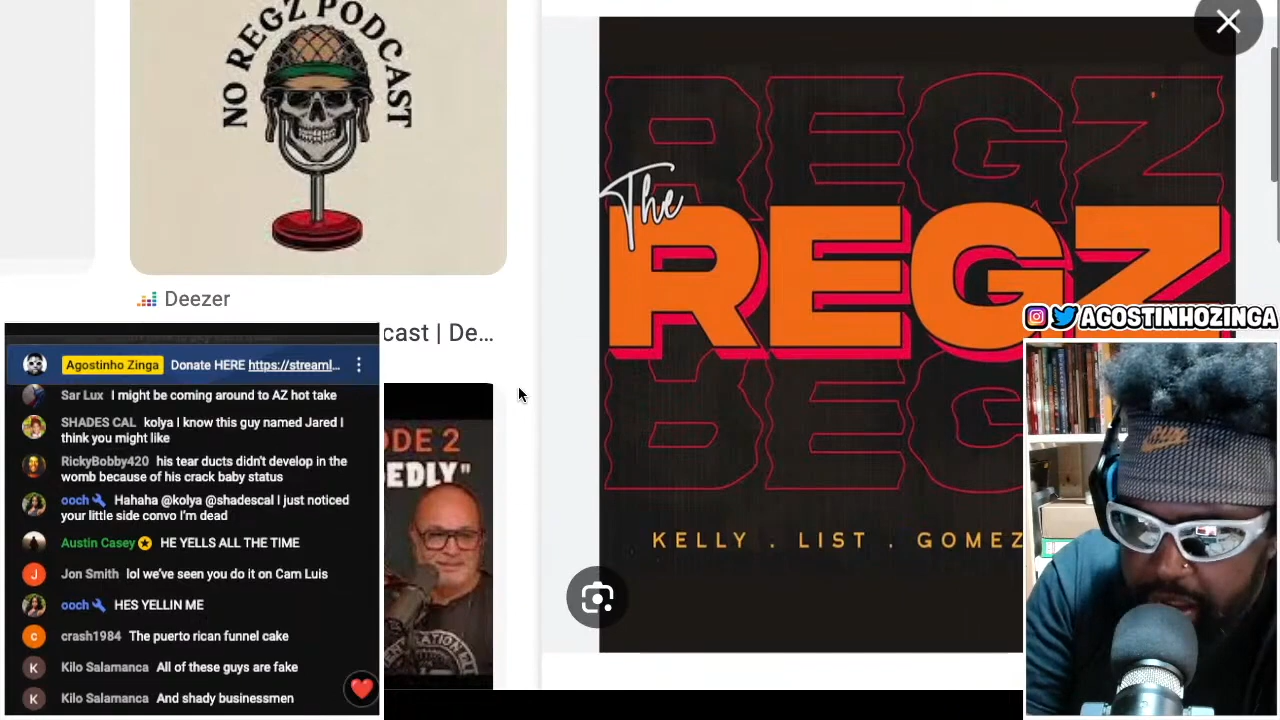 NO REGZ PODCAST
Deezer
cast | De...
ODE 2
EDLY"
REGZ
The
REGZ
KELLY . LIST . GOMEZ
AGOSTINHOZINGA
Agostinho Zinga Donate HERE https://streaml...
Sar Lux I might be coming around to AZ hot take
SHADES CAL kolya I know this guy named Jared I
think you might like
RickyBobby420 his tear ducts didn't develop in the
womb because of his crack baby status
ooch Hahaha @kolya @shadescal I just noticed
your little side convo I'm dead
Austin Casey HE YELLS ALL THE TIME
J Jon Smith lol we've seen you do it on Cam Luis
ooch HES YELLIN ME
c crash1984 The puerto rican funnel cake
K Kilo Salamanca All of these guys are fake
K Kilo Salamanca And shady businessmen